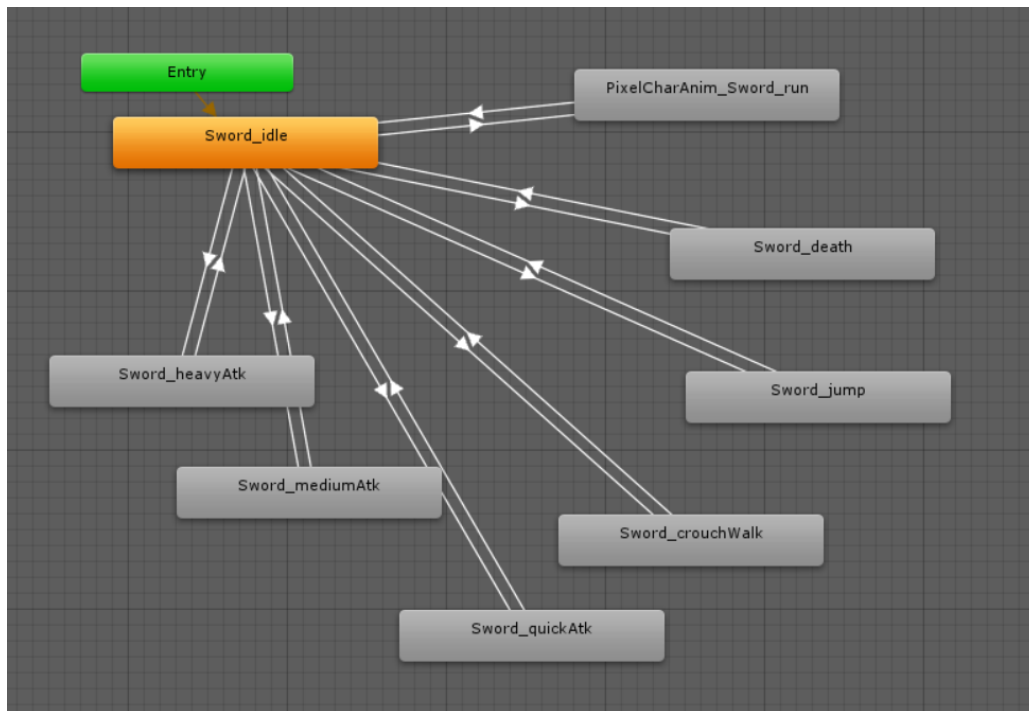 Entry
PixelCharAnim_Sword_run
Sword_idle
Sword_death
Sword_heavyAtk
Sword_jump
Sword_mediumAtk
Sword_crouchWalk
Sword_quickAtk